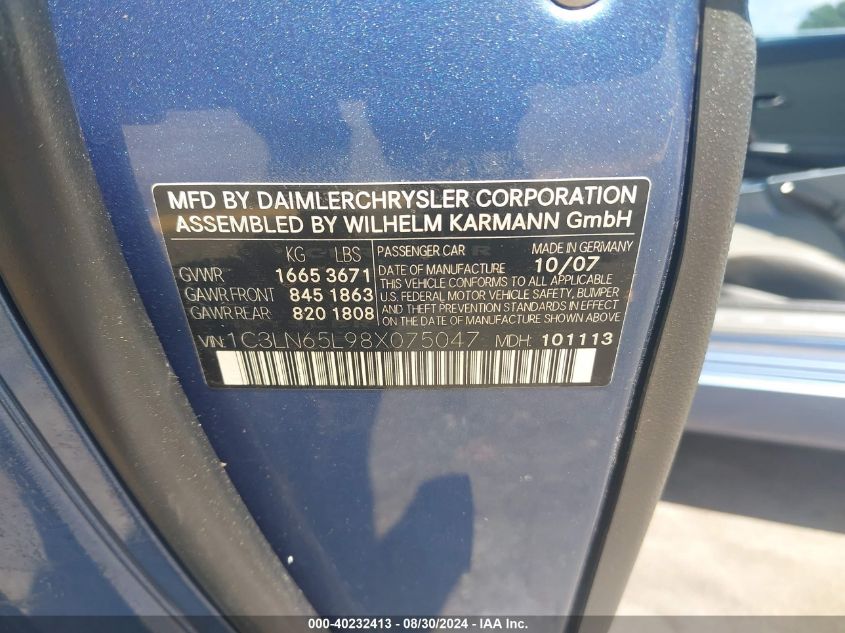 MFD BY DAIMLERCHRYSLER CORPORATION
ASSEMBLED BY WILHELM KARMANN GmbH
KG LBS PASSENGER CAR MADE IN GERMANY
GVWR 1665 3671 DATE OF MANUFACTURE 10/07
THIS VEHICLE CONFORMS TO ALL APPLICABLE
GAWR FRONT 845 1863 U.S. FEDERAL MOTOR VEHICLE SAFETY, BUMPER
AND THEFT PREVENTION STANDARDS IN EFFECT
GAWR REAR 820 1808 ON THE DATE OF MANUFACTURE SHOWN ABOVE
VIN: 1C3LN65L98X075047 MDH: 101113
000-40232413 - 08/30/2024 - IAAI.com